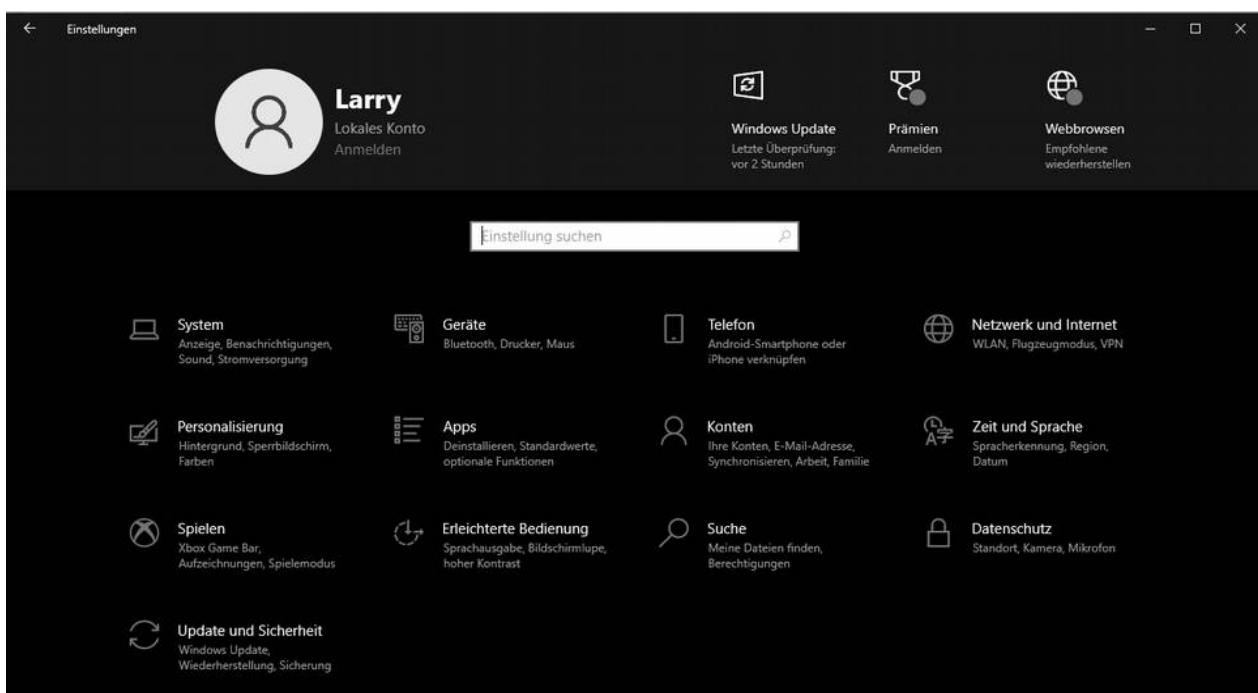 Einstellungen
Larry
Lokales Konto
Anmelden
Windows Update
Letzte Überprüfung:
vor 2 Stunden
Prämien
Anmelden
Webbrowsen
Empfohlene
wiederherstellen
Einstellung suchen
System
Anzeige, Benachrichtigungen,
Sound, Stromversorgung
Geräte
Bluetooth, Drucker, Maus
Telefon
Android-Smartphone oder
iPhone verknüpfen
Netzwerk und Internet
WLAN, Flugzeugmodus, VPN
Personalisierung
Hintergrund, Sperrbildschirm,
Farben
Apps
Deinstallieren, Standardwerte,
optionale Funktionen
Konten
Ihre Konten, E-Mail-Adresse,
Synchronisieren, Arbeit, Familie
Zeit und Sprache
Spracherkennung, Region,
Datum
Spielen
Xbox Game Bar,
Aufzeichnungen, Spielemodus
Erleichterte Bedienung
Sprachausgabe, Bildschirmlupe,
hoher Kontrast
Suche
Meine Dateien finden,
Berechtigungen
Datenschutz
Standort, Kamera, Mikrofon
Update und Sicherheit
Windows Update,
Wiederherstellung, Sicherung